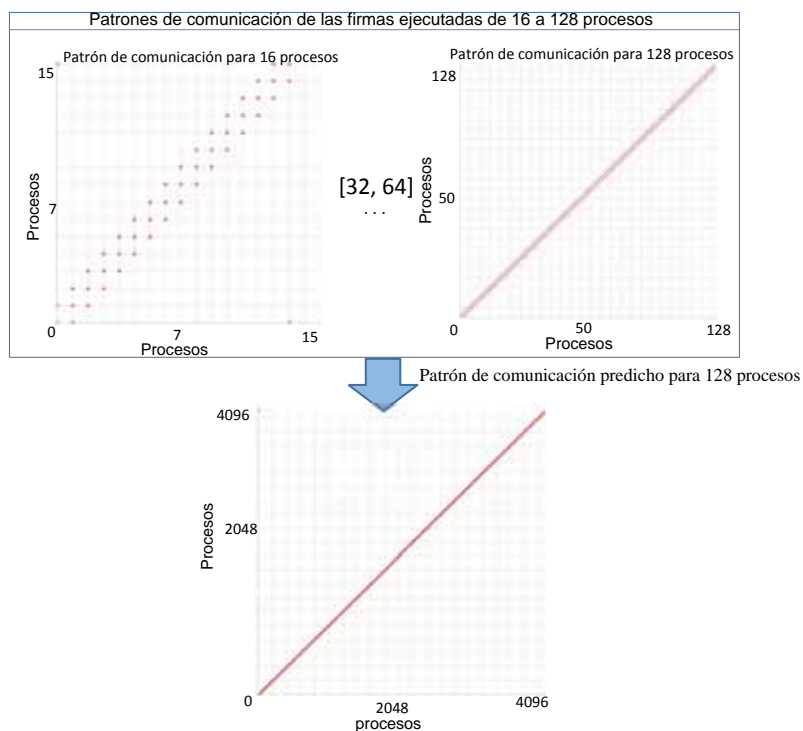 Patrones de comunicación de las firmas ejecutadas de 16 a 128 procesos
Patrón de comunicación para 16 procesos
15
7
Procesos
0
7
15
Procesos
[32, 64]
. . .
Patrón de comunicación para 128 procesos
128
50
Procesos
0
50
128
Procesos
Patrón de comunicación predicho para 128 procesos
4096
2048
Procesos
0
2048
4096
procesos